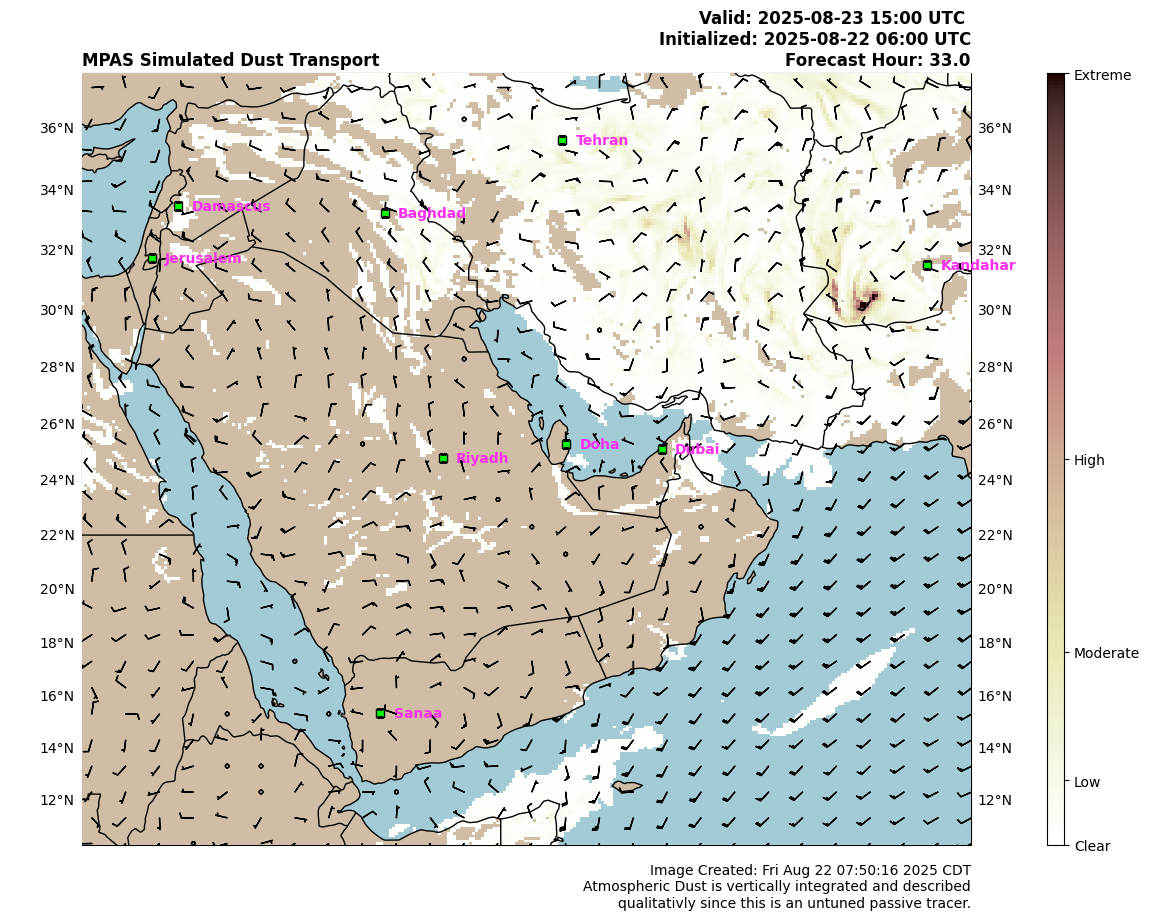 Valid: 2025-08-23 15:00 UTC
Initialized: 2025-08-22 06:00 UTC
MPAS Simulated Dust Transport Forecast Hour: 33.0
Extreme
36°N 36°N
Tehran
34°N 34°N
Damascus
Baghdad
32°N 32°N
Jerusalem
Kandahar
30°N 30°N
28°N 28°N
26°N 26°N
Doha
Dubai
Riyadh
High
24°N 24°N
22°N 22°N
20°N 20°N
18°N 18°N
Moderate
16°N 16°N
Sanaa
14°N 14°N
Low
12°N 12°N
Clear
Image Created: Fri Aug 22 07:50:16 2025 CDT
Atmospheric Dust is vertically integrated and described
qualitativly since this is an untuned passive tracer.